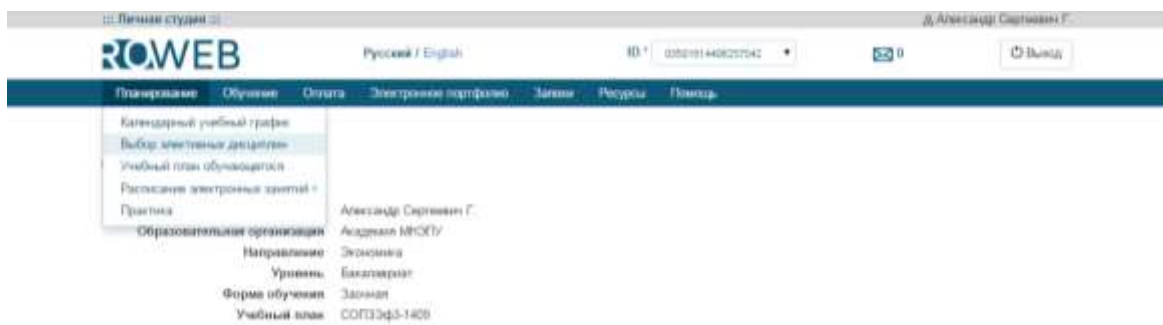 ::: Личная студия :::
Александр Сергеевич Г.
ROWEB
Русский / English
ID:*
0
Выход
Планирование Обучение Оплата Электронное портфолио Заявки Ресурсы Помощь
Календарный учебный график
Выбор элективных дисциплин
Учебный план обучающегося
Расписание электронных занятий
Практика
Александр Сергеевич Г.
Образовательная организация Академия МНЭПУ
Направление Экономика
Уровень Бакалавриат
Форма обучения Заочная
Учебный план